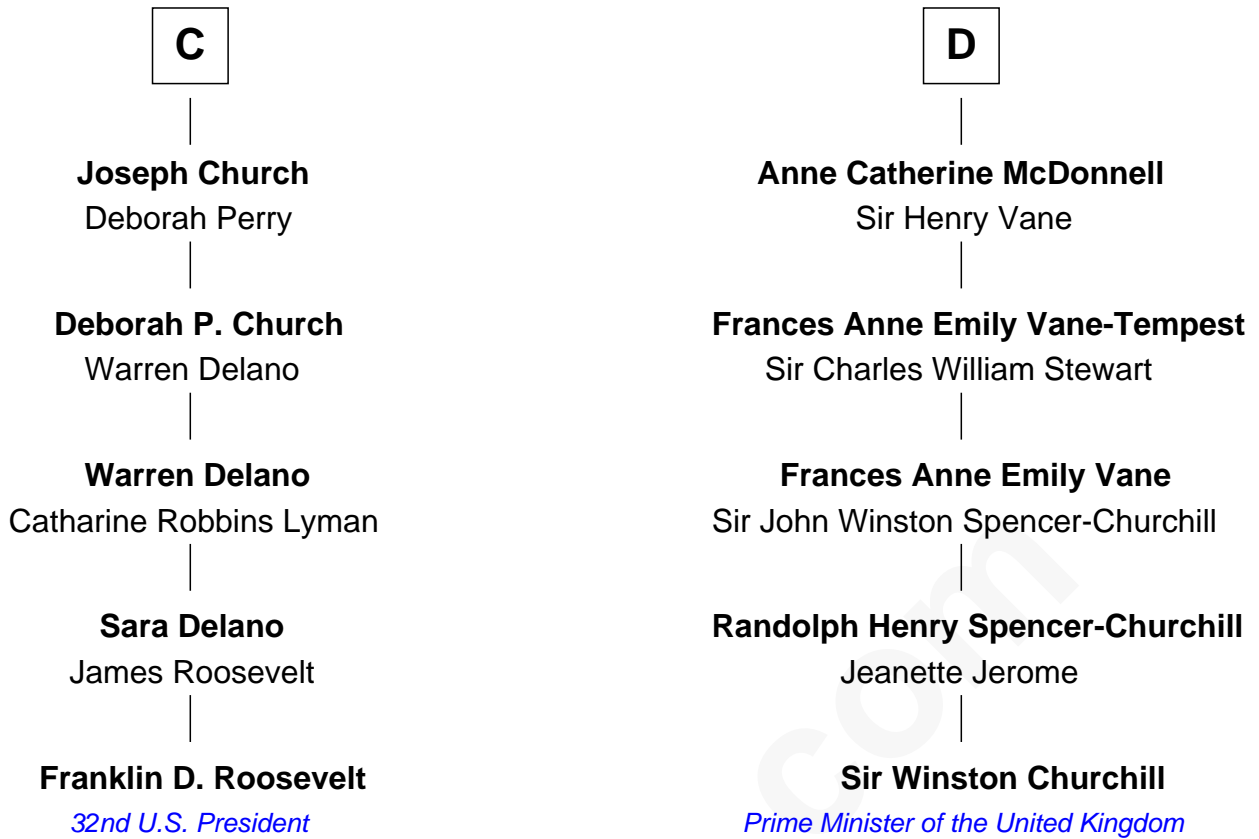 C
Joseph Church
Deborah Perry
Deborah P. Church
Warren Delano
Warren Delano
Catharine Robbins Lyman
Sara Delano
James Roosevelt
Franklin D. Roosevelt
32nd U.S. President
D
Anne Catherine McDonnell
Sir Henry Vane
Frances Anne Emily Vane-Tempest
Sir Charles William Stewart
Frances Anne Emily Vane
Sir John Winston Spencer-Churchill
Randolph Henry Spencer-Churchill
Jeanette Jerome
Sir Winston Churchill
Prime Minister of the United Kingdom
com